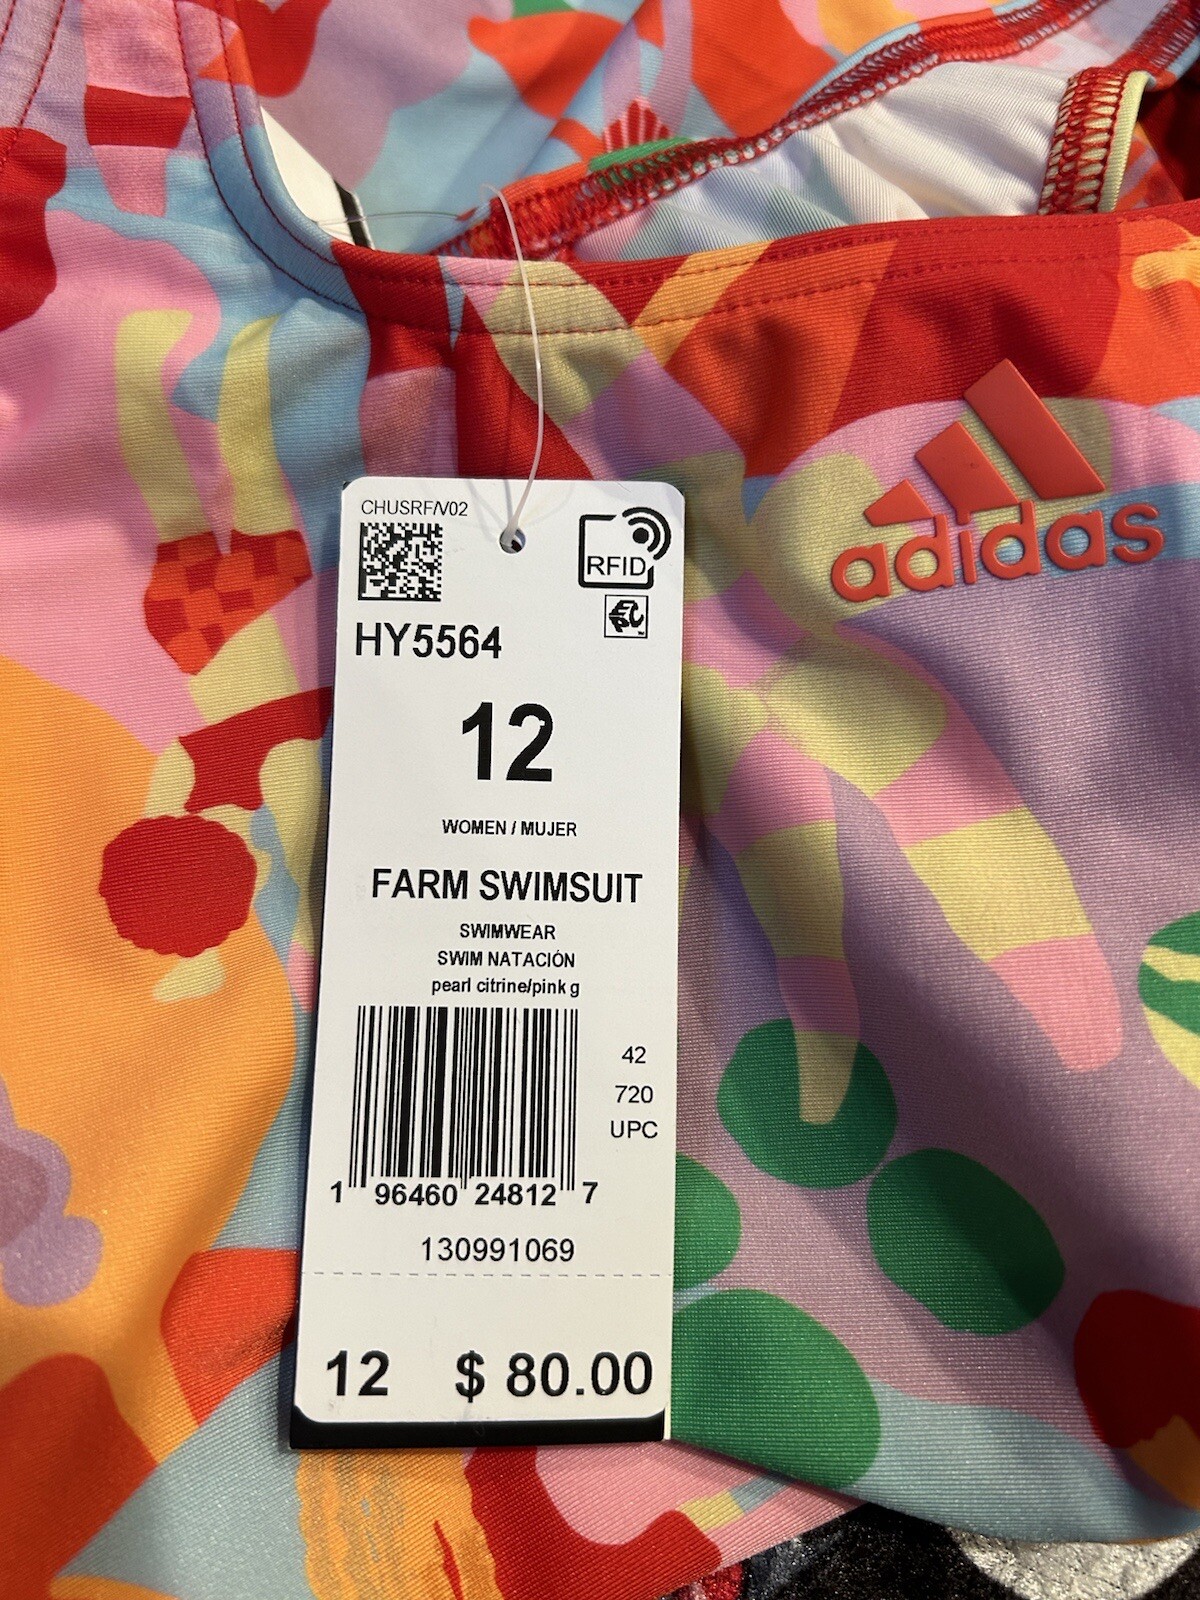 CHUSRF/V02
RFID
HY5564
12
WOMEN / MUJER
FARM SWIMSUIT
SWIMWEAR
SWIM NATACIÓN
pearl citrine/pink g
42
720
UPC
1 96460 24812 7
130991069
12 $ 80.00
adidas